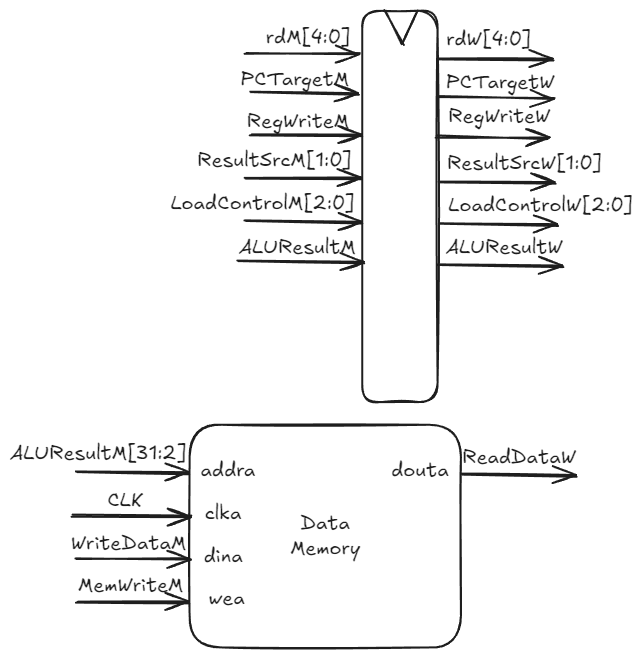 rdM[4:0]
rdW[4:0]
PCTargetM
PCTargetW
RegWriteM
RegWriteW
ResultSrcM[1:0]
ResultSrcW[1:0]
LoadControlM[2:0]
LoadControlW[2:0]
ALUResultM
ALUResultW
ALUResultM[31:2]
addra
douta
ReadDataW
CLK
clka
Data
Memory
WriteDataM
dina
MemWriteM
wea